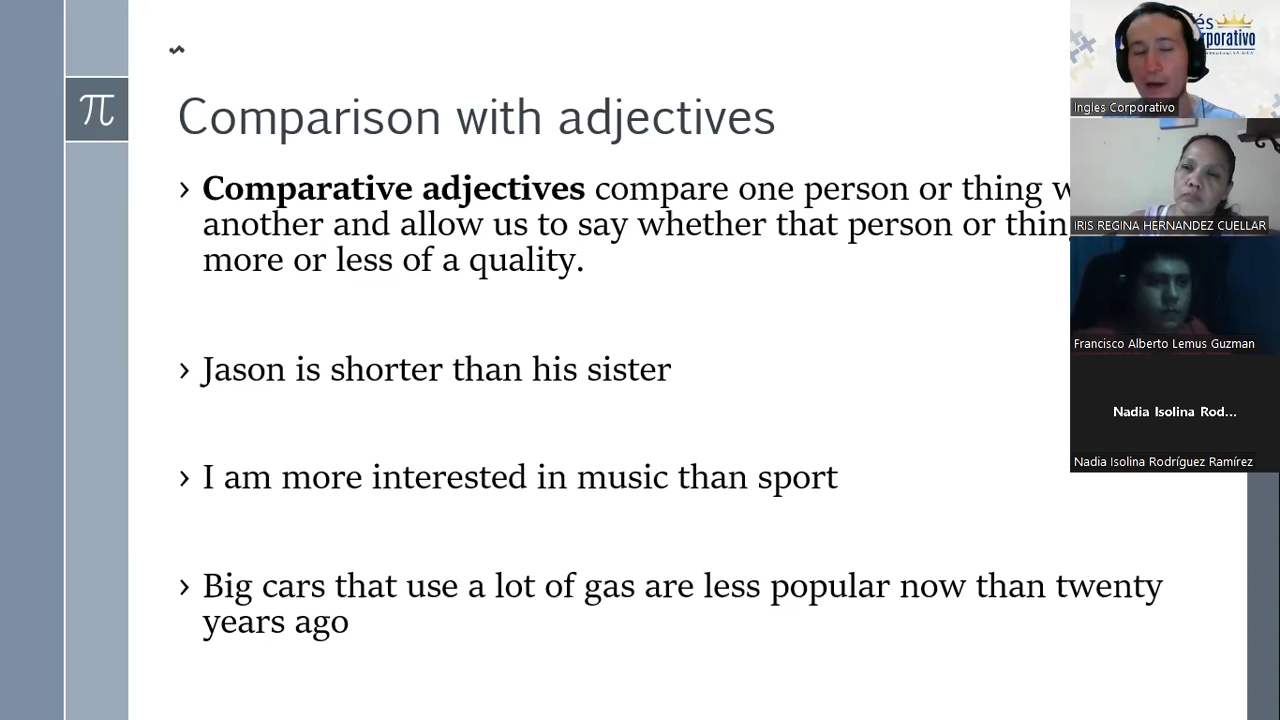 π
Comparison with adjectives
› Comparative adjectives compare one person or thing
another and allow us to say whether that person or
more or less of a quality.
› Jason is shorter than his sister
› I am more interested in music than sport
› Big cars that use a lot of gas are less popular now than twenty
years ago
Ingles Corporativo
IRIS REGINA HERNANDEZ CUELLAR
Francisco Alberto Lemus Guzman
Nadia Isolina Rod...
Nadia Isolina Rodríguez Ramírez